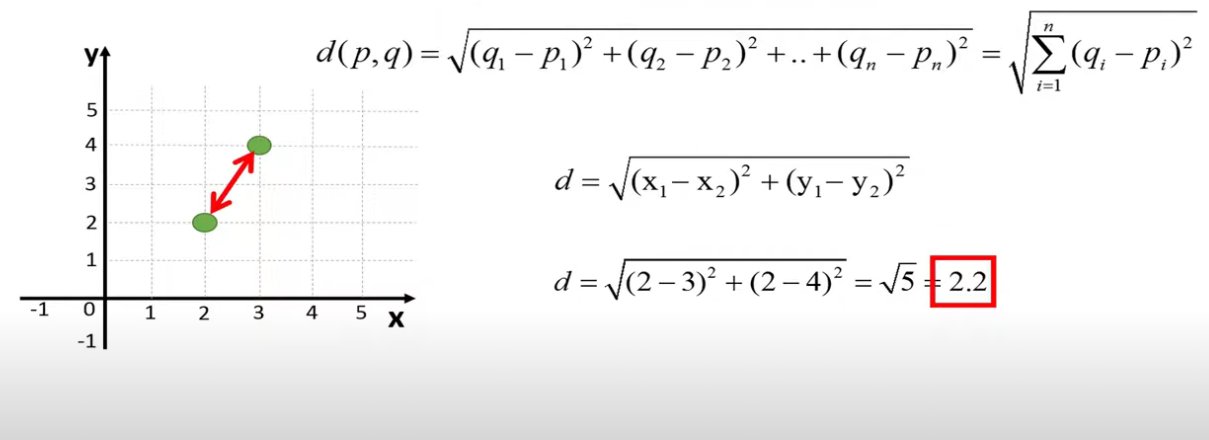 d(p,q) = √((q₁ − p₁)² + (q₂ − p₂)² + .. + (qₙ − pₙ)²) = √(∑ᵢ₌₁ⁿ (qᵢ − pᵢ)²)
y
5
4
3
2
1
-1 0 1 2 3 4 5 x
-1
d = √((x₁− x₂)² + (y₁− y₂)²)
d = √((2 − 3)² + (2 − 4)²) = √5 = 2.2